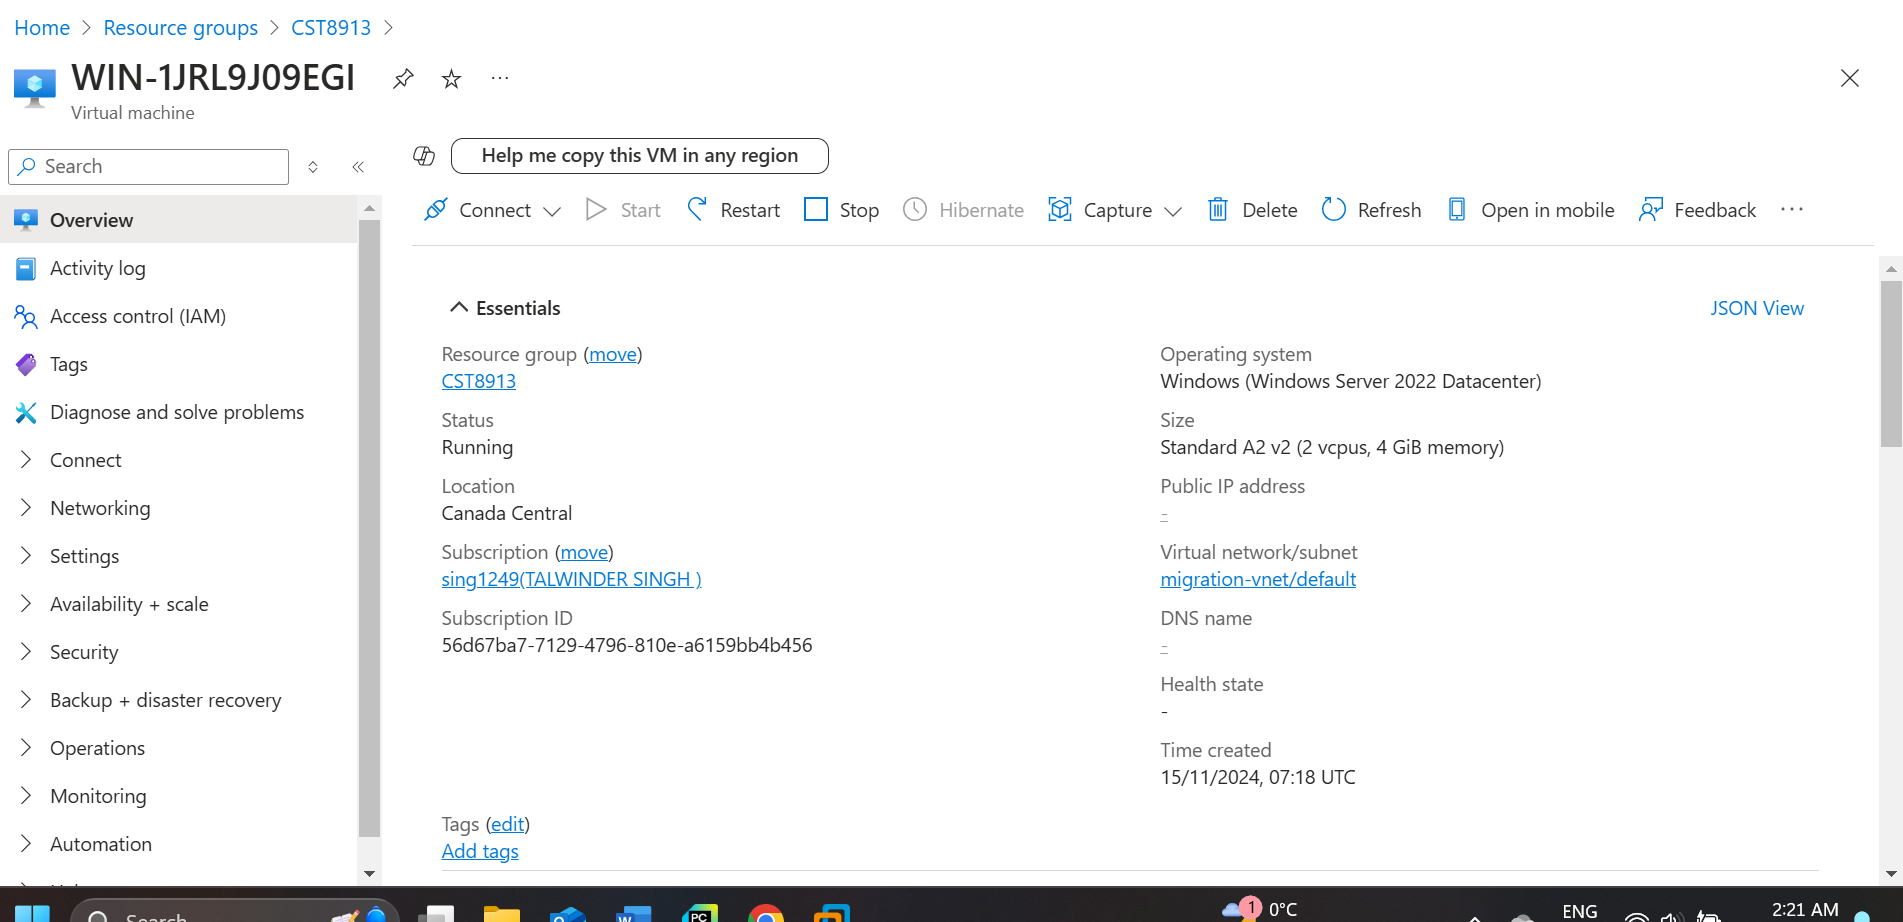 Home > Resource groups > CST8913 >
WIN-1JRL9J09EGI
Virtual machine
Search
Help me copy this VM in any region
Connect Start Restart Stop Hibernate Capture Delete Refresh Open in mobile Feedback
Overview
Activity log
Access control (IAM)
Tags
Diagnose and solve problems
Connect
Networking
Settings
Availability + scale
Security
Backup + disaster recovery
Operations
Monitoring
Automation
Essentials
JSON View
Resource group (move)
CST8913
Status
Running
Location
Canada Central
Subscription (move)
sing1249(TALWINDER SINGH )
Subscription ID
56d67ba7-7129-4796-810e-a6159bb4b456
Operating system
Windows (Windows Server 2022 Datacenter)
Size
Standard A2 v2 (2 vcpus, 4 GiB memory)
Public IP address
-
Virtual network/subnet
migration-vnet/default
DNS name
-
Health state
-
Time created
15/11/2024, 07:18 UTC
Tags (edit)
Add tags
Search
PC
1
0°C
ENG
2:21 AM